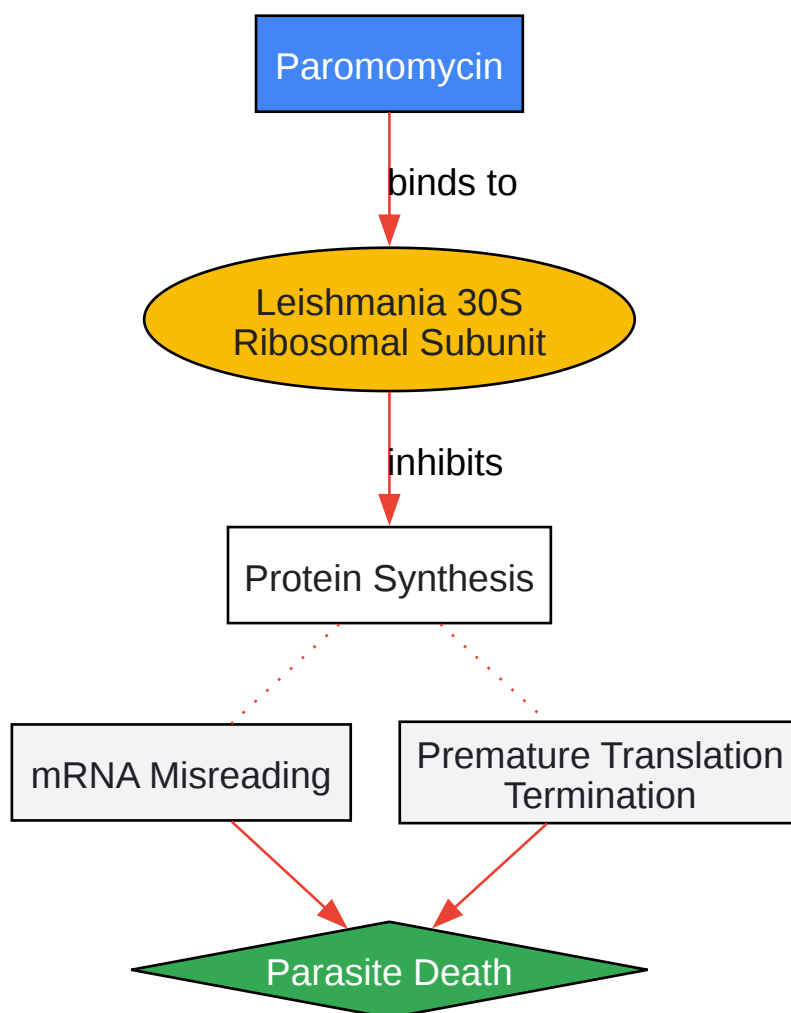 Paromomycin
binds to
Leishmania 30S
Ribosomal Subunit
inhibits
Protein Synthesis
mRNA Misreading
Premature Translation
Termination
Parasite Death